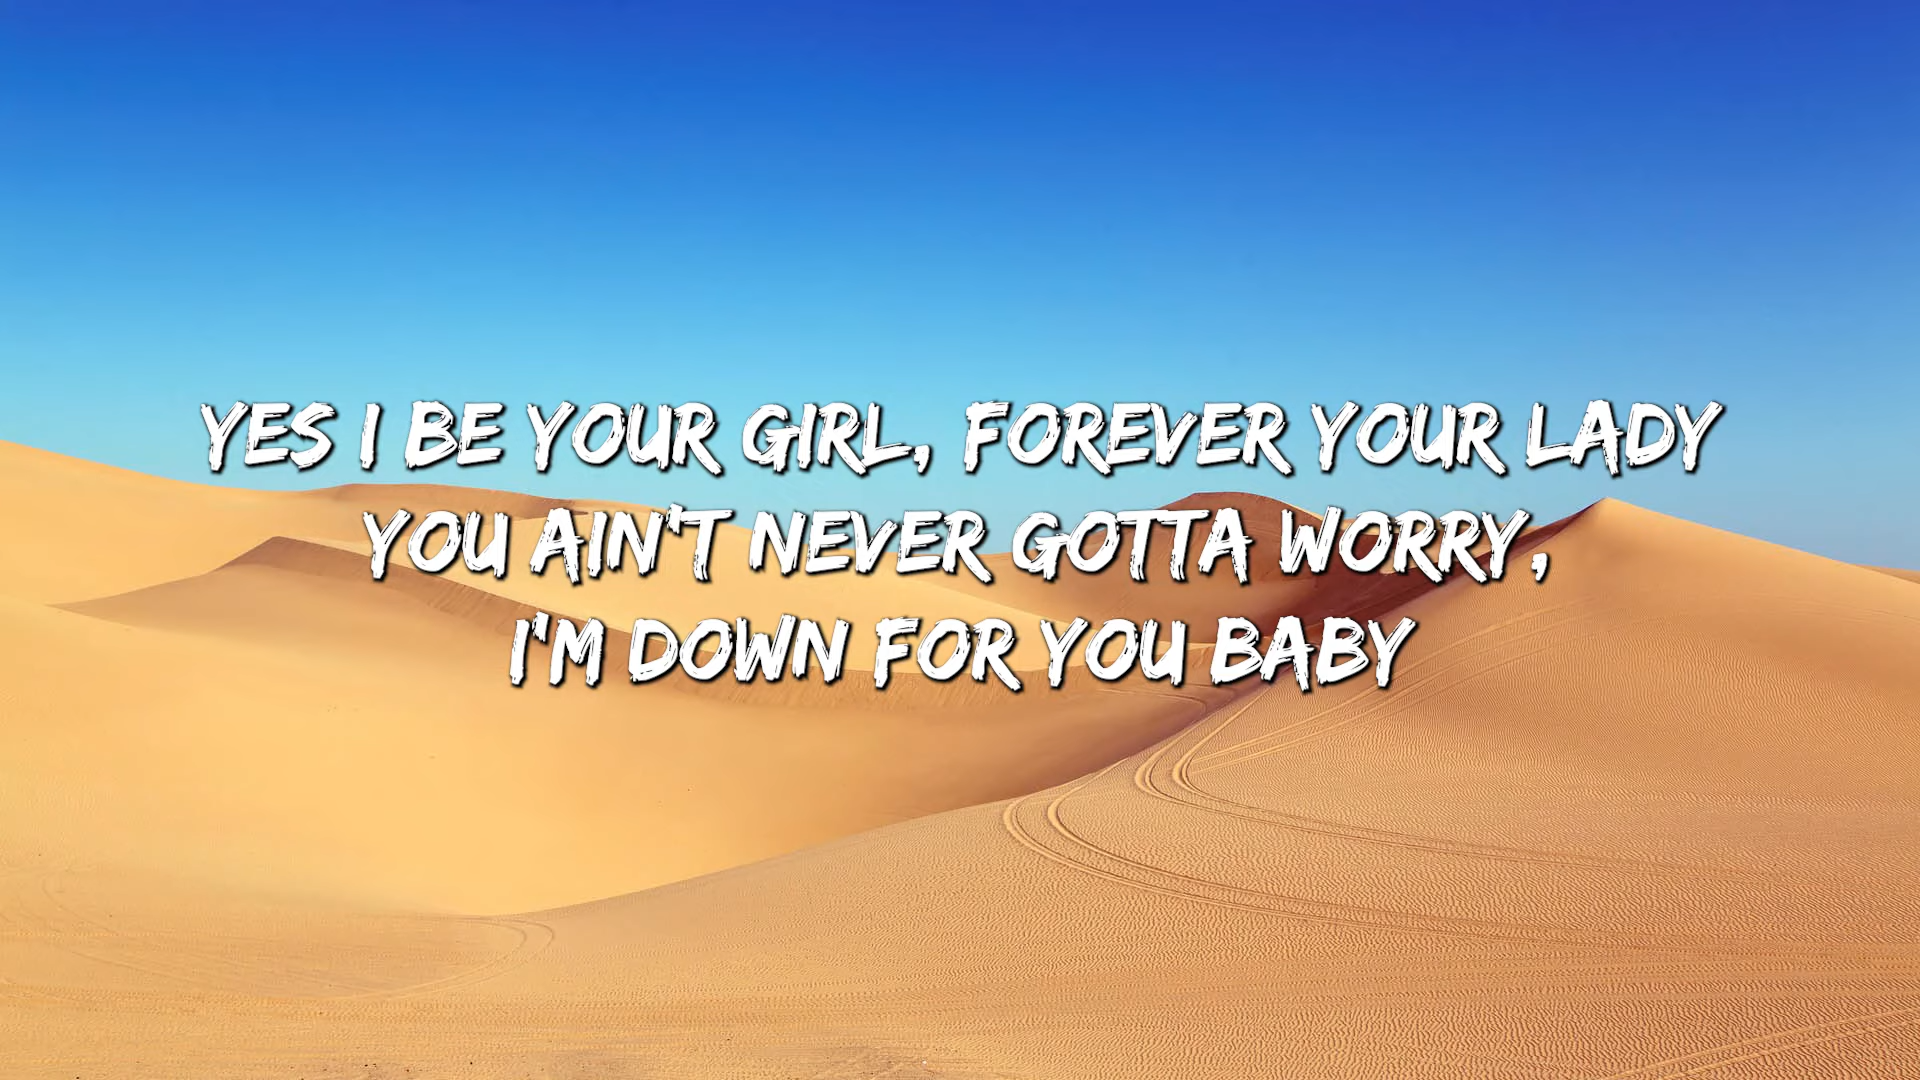 YES I BE YOUR GIRL, FOREVER YOUR LADY
YOU AIN'T NEVER GOTTA WORRY,
I'M DOWN FOR YOU BABY